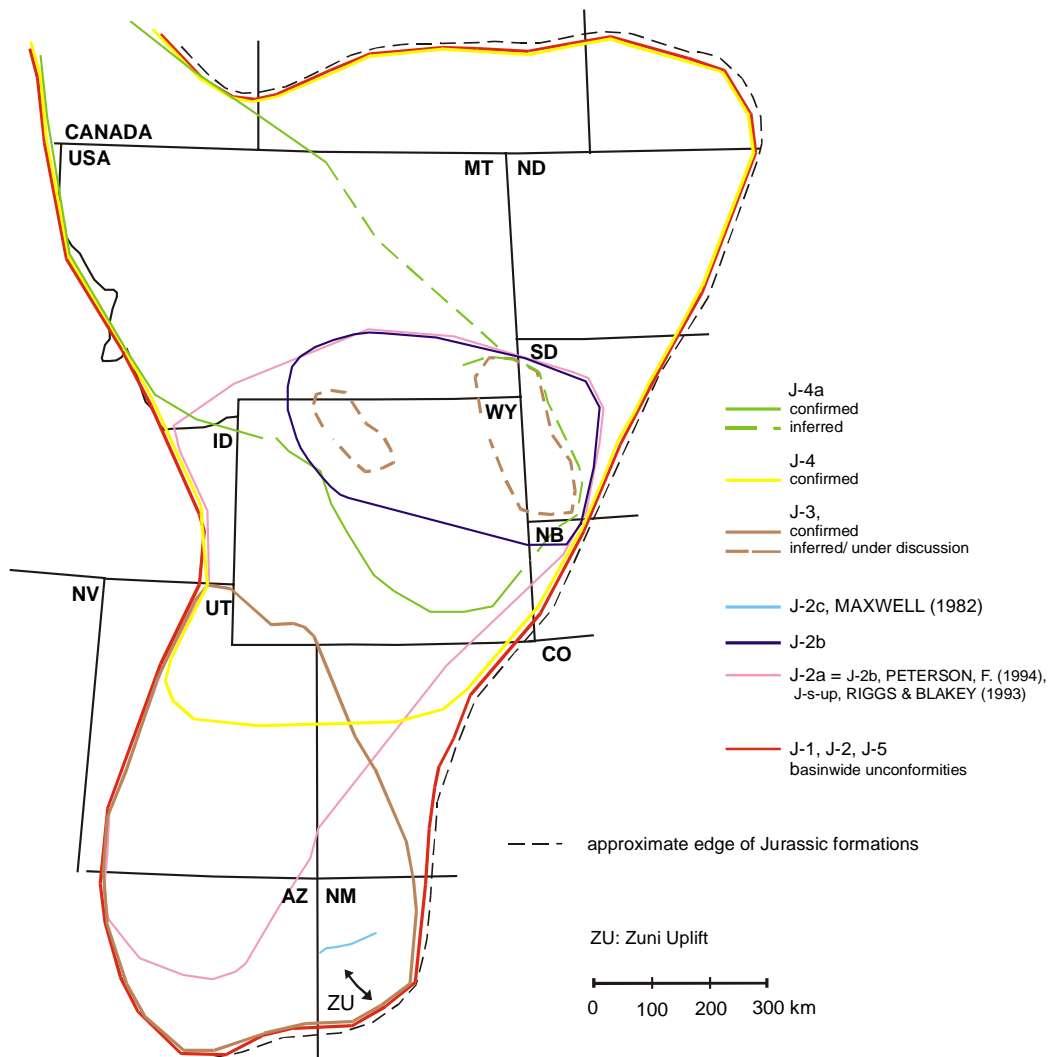 CANADA
USA
MT
ND
SD
WY
ID
NB
NV
UT
CO
AZ
NM
ZU
J-4a
confirmed
inferred
J-4
confirmed
J-3,
confirmed
inferred/ under discussion
J-2c, MAXWELL (1982)
J-2b
J-2a = J-2b, PETERSON, F. (1994),
J-s-up, RIGGS & BLAKEY (1993)
J-1, J-2, J-5
basinwide unconformities
approximate edge of Jurassic formations
ZU: Zuni Uplift
0 100 200 300 km